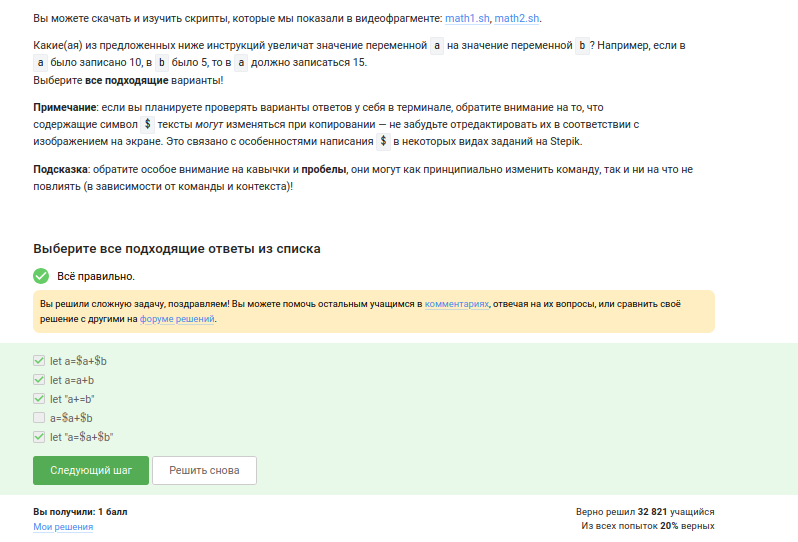 Вы можете скачать и изучить скрипты, которые мы показали в видеофрагменте: math1.sh, math2.sh.
Какие(ая) из предложенных ниже инструкций увеличат значение переменной a на значение переменной b? Например, если в
a было записано 10, в b было 5, то в a должно записаться 15.
Выберите все подходящие варианты!
Примечание: если вы планируете проверять варианты ответов у себя в терминале, обратите внимание на то, что
содержащие символ $ тексты могут изменяться при копировании — не забудьте отредактировать их в соответствии с
изображением на экране. Это связано с особенностями написания $ в некоторых видах заданий на Stepik.
Подсказка: обратите особое внимание на кавычки и пробелы, они могут как принципиально изменить команду, так и ни на что не
повлиять (в зависимости от команды и контекста)!
Выберите все подходящие ответы из списка
Всё правильно.
Вы решили сложную задачу, поздравляем! Вы можете помочь остальным учащимся в комментариях, отвечая на их вопросы, или сравнить своё
решение с другими на форуме решений.
let a=$a+$b
let a=a+b
let "a+=b"
a=$a+$b
let "a=$a+$b"
Следующий шаг
Решить снова
Вы получили: 1 балл
Мои решения
Верно решил 32 821 учащийся
Из всех попыток 20% верных